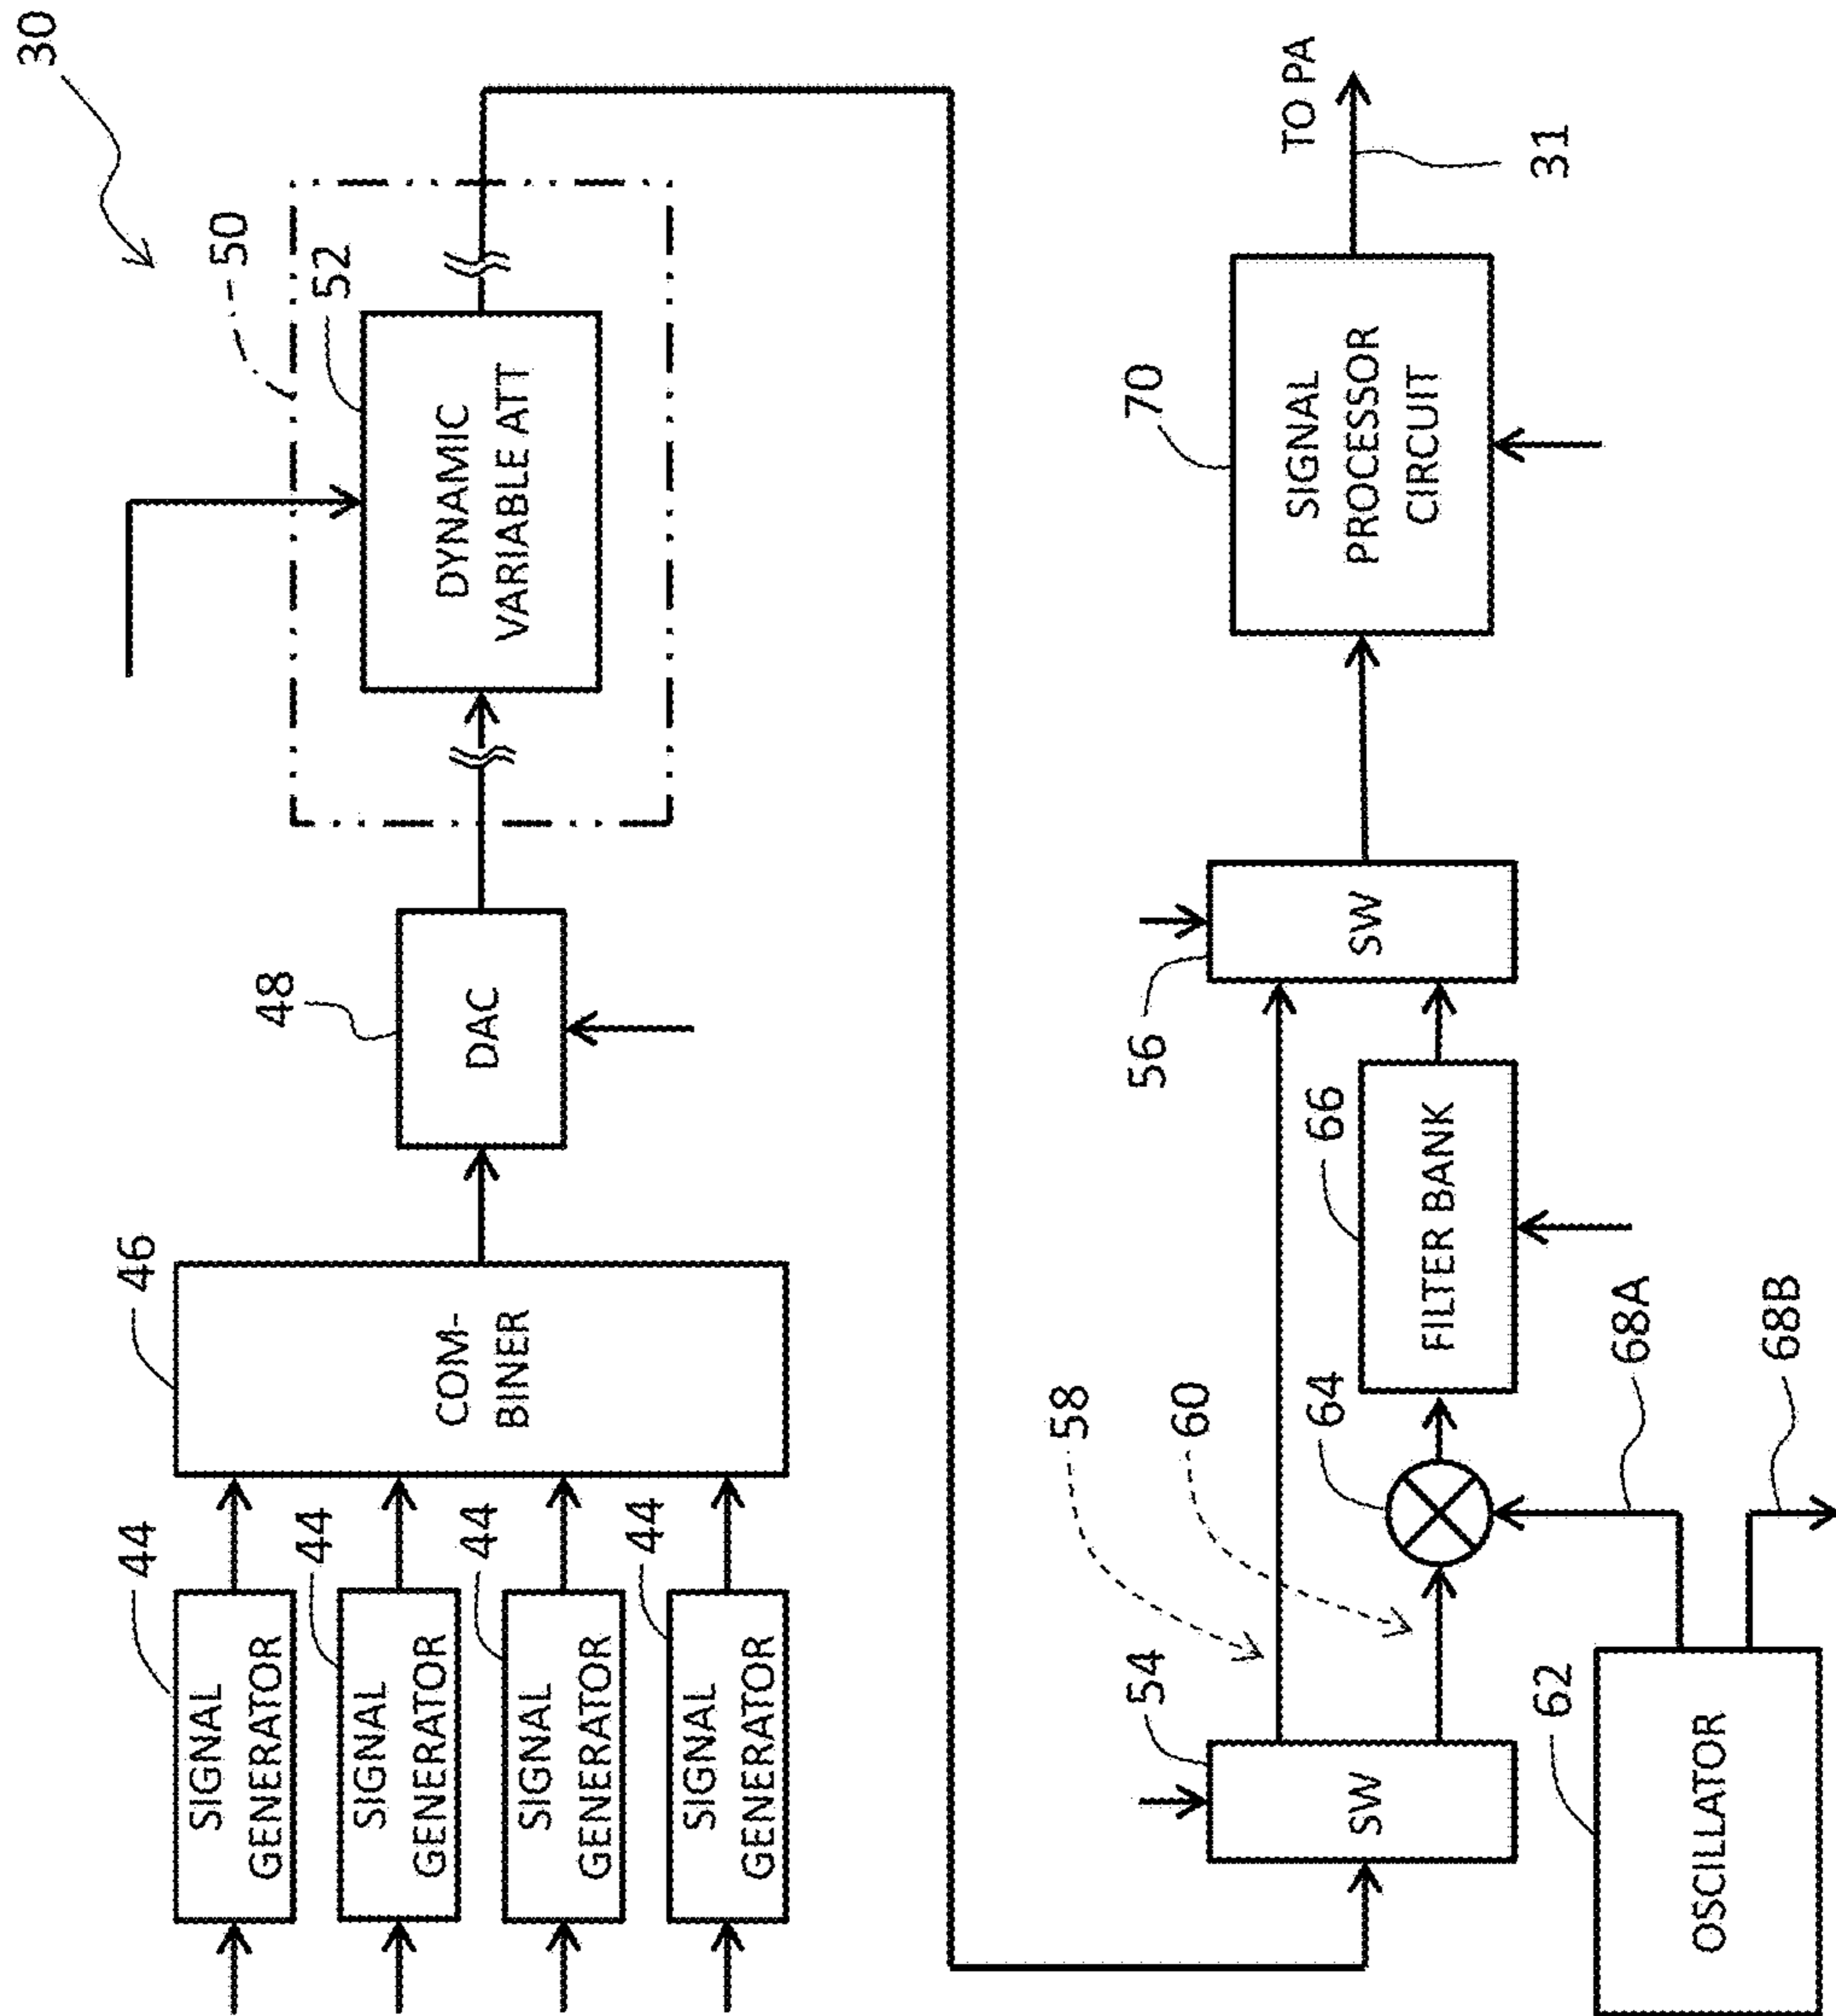 30
50
52
DYNAMIC
VARIABLE ATT
48
DAC
46
COM-
BINER
44
SIGNAL
GENERATOR
44
SIGNAL
GENERATOR
44
SIGNAL
GENERATOR
44
SIGNAL
GENERATOR
TO PA
31
70
SIGNAL
PROCESSOR
CIRCUIT
56
SW
66
FILTER BANK
58
60
64
68A
68B
54
SW
62
OSCILLATOR